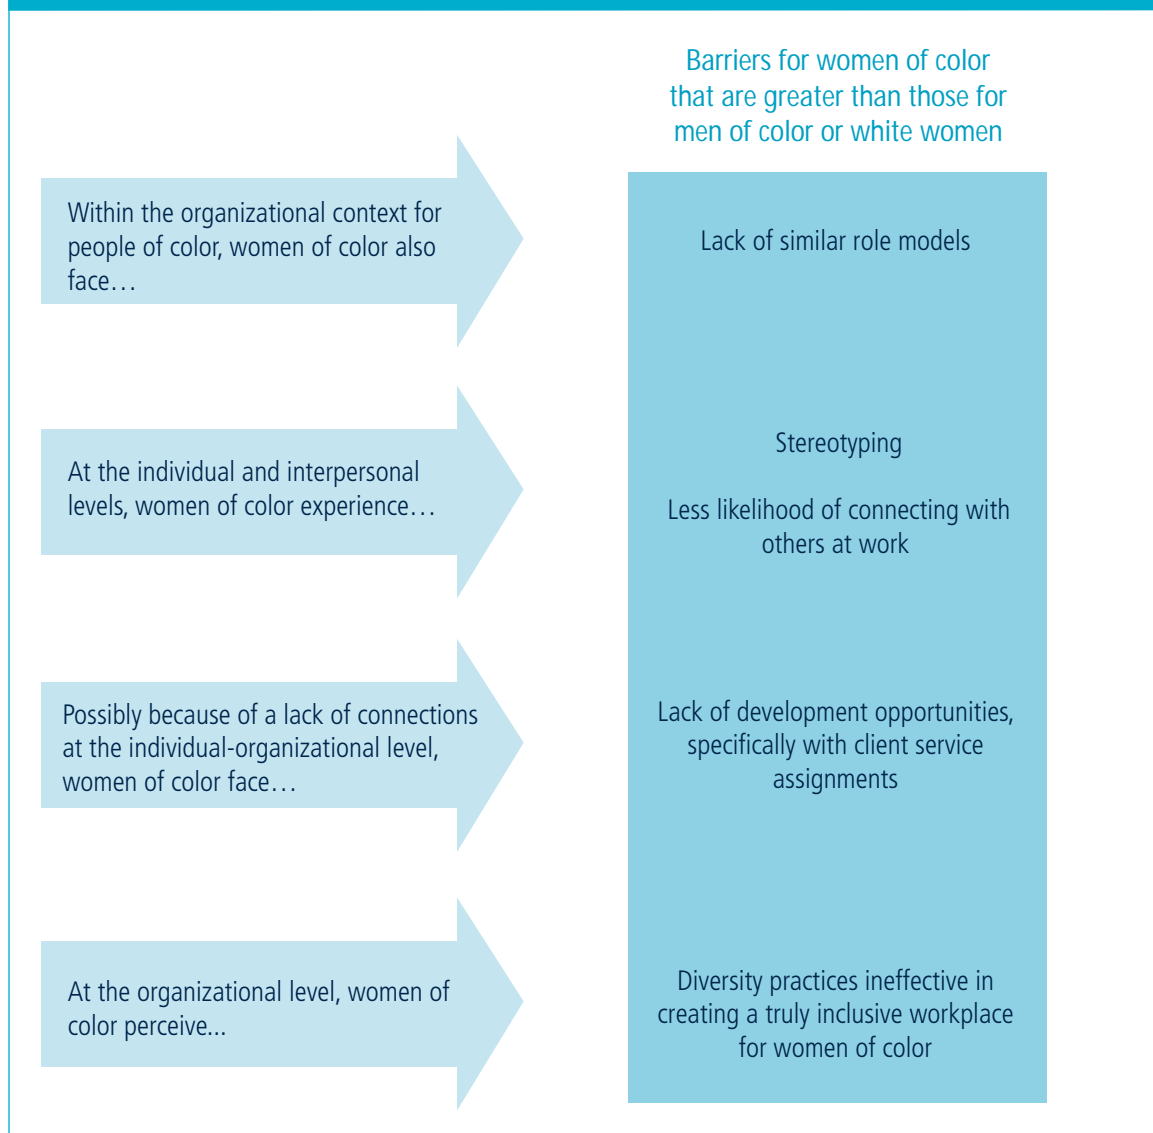 Barriers for women of color
that are greater than those for
men of color or white women
Within the organizational context for
people of color, women of color also
face…
Lack of similar role models
At the individual and interpersonal
levels, women of color experience…
Stereotyping
Less likelihood of connecting with
others at work
Possibly because of a lack of connections
at the individual-organizational level,
women of color face…
Lack of development opportunities,
specifically with client service
assignments
At the organizational level, women of
color perceive...
Diversity practices ineffective in
creating a truly inclusive workplace
for women of color